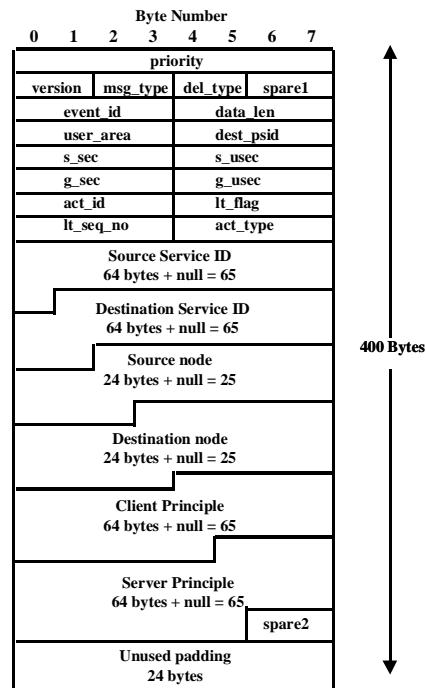 Byte Number
0 1 2 3 4 5 6 7
priority
version msg_type del_type spare1
event_id data_len
user_area dest_psid
s_sec s_usec
g_sec g_usec
act_id lt_flag
lt_seq_no act_type
Source Service ID
64 bytes + null = 65
Destination Service ID
64 bytes + null = 65
400 Bytes
Source node
24 bytes + null = 25
Destination node
24 bytes + null = 25
Client Principle
64 bytes + null = 65
Server Principle
64 bytes + null = 65
spare2
Unused padding
24 bytes